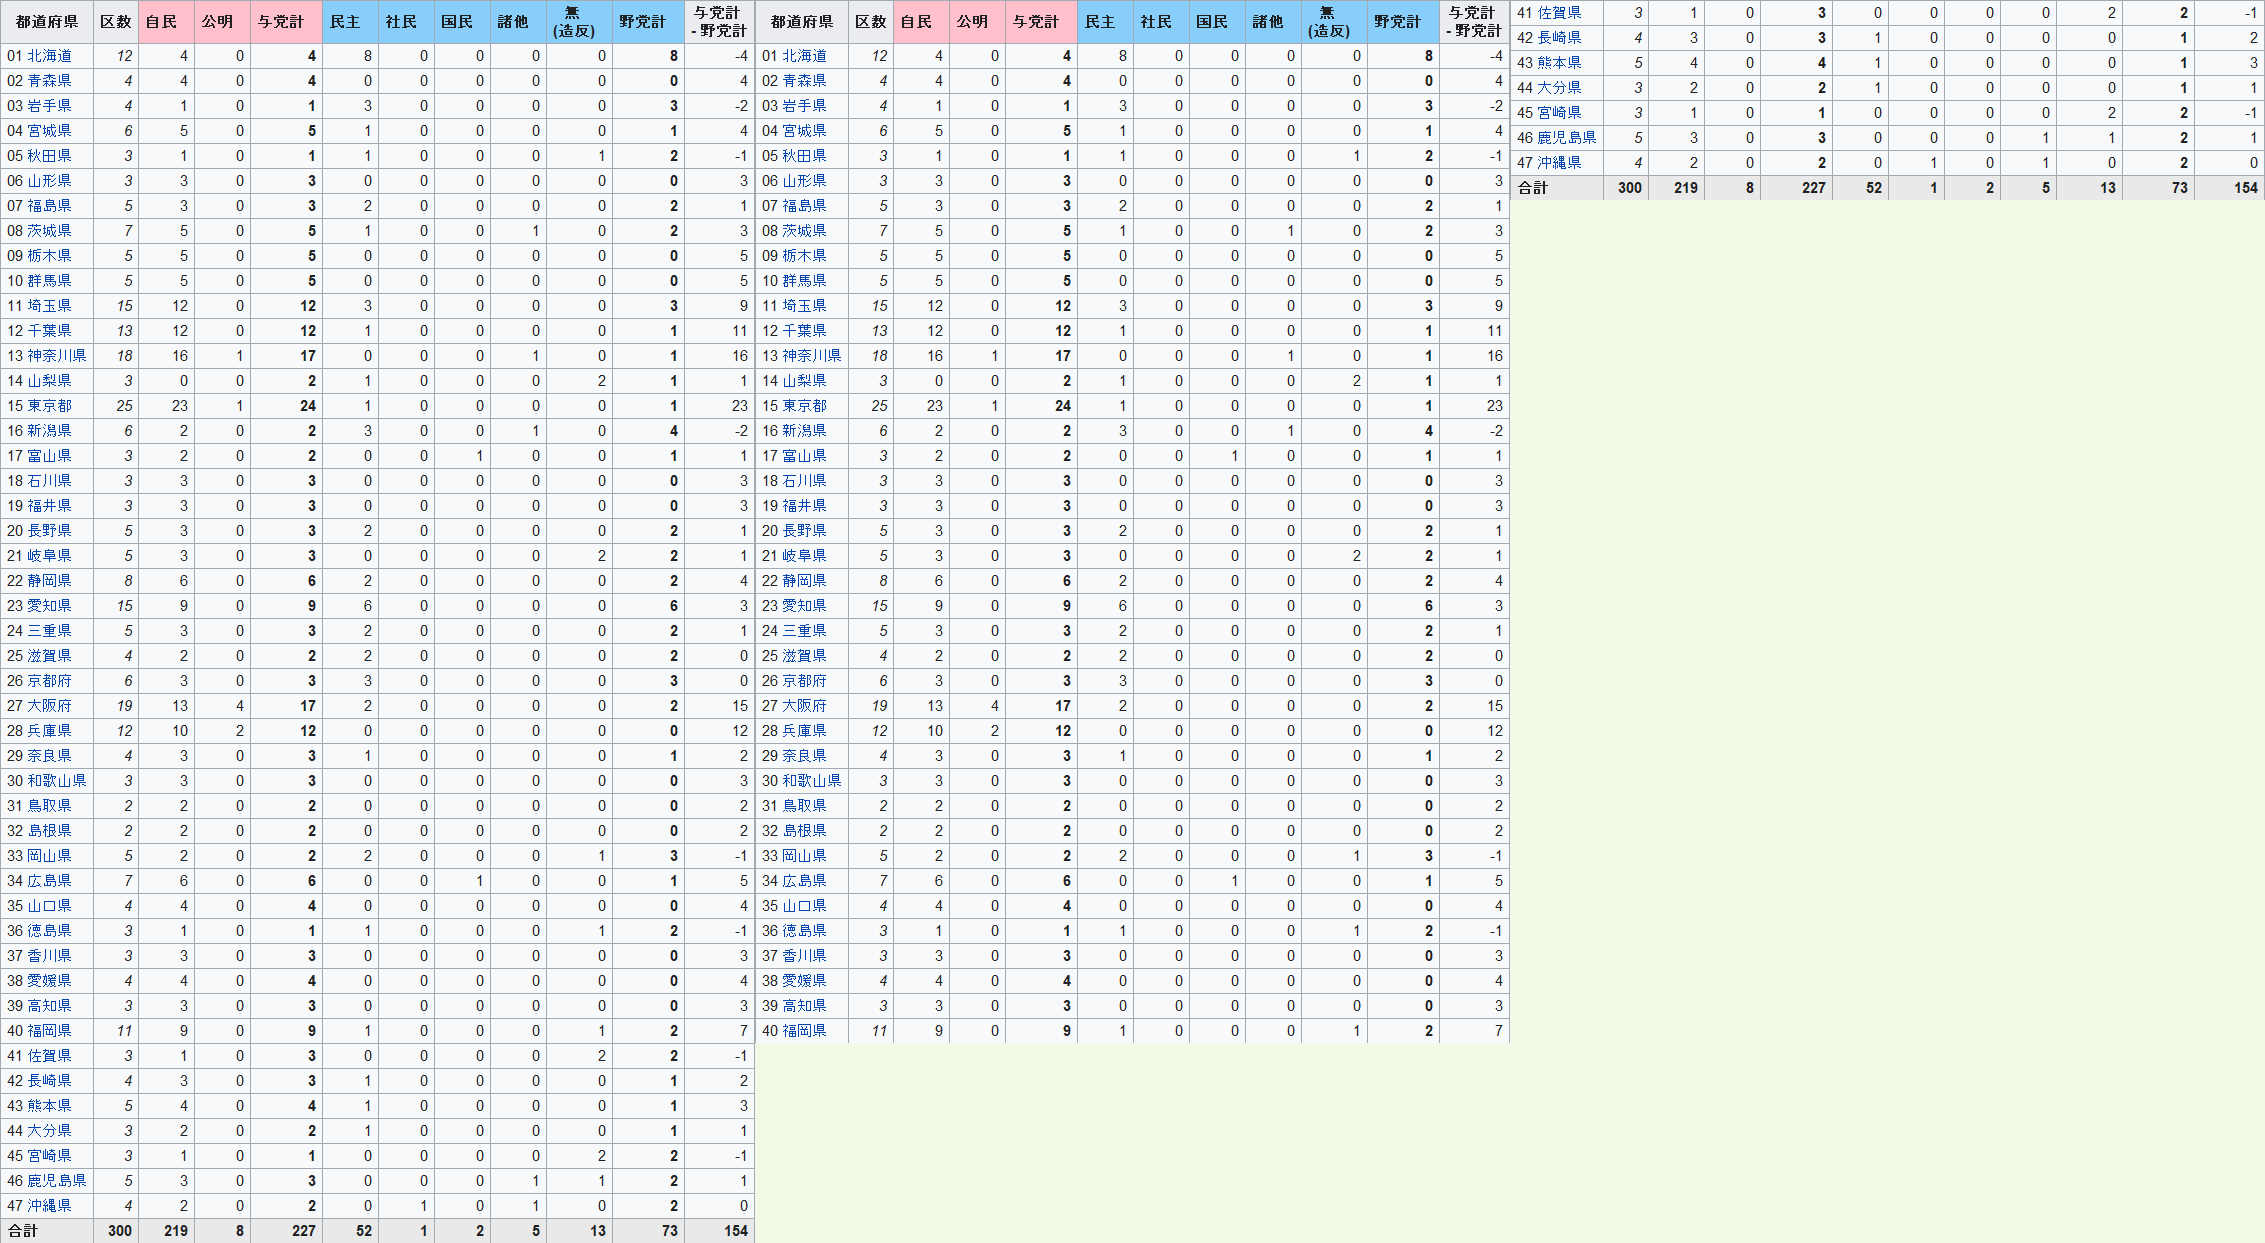 都道府県 区数 自民 公明 与党計 民主 社民 国民 諸他 無(造反) 野党計 与党計 - 野党計
01 北海道 12 4 0 4 8 0 0 0 0 8 -4
02 青森県 4 4 0 4 0 0 0 0 0 0 4
03 岩手県 4 1 0 1 3 0 0 0 0 3 -2
04 宮城県 6 5 0 5 1 0 0 0 0 1 4
05 秋田県 3 1 0 1 1 0 0 0 1 2 -1
06 山形県 3 3 0 3 0 0 0 0 0 0 3
07 福島県 5 3 0 3 2 0 0 0 0 2 1
08 茨城県 7 5 0 5 1 0 0 1 0 2 3
09 栃木県 5 5 0 5 0 0 0 0 0 0 5
10 群馬県 5 5 0 5 0 0 0 0 0 0 5
11 埼玉県 15 12 0 12 3 0 0 0 0 3 9
12 千葉県 13 12 0 12 1 0 0 0 0 1 11
13 神奈川県 18 16 1 17 0 0 0 1 0 1 16
14 山梨県 3 0 0 2 1 0 0 0 2 1 1
15 東京都 25 23 1 24 1 0 0 0 0 1 23
16 新潟県 6 2 0 2 3 0 0 1 0 4 -2
17 富山県 3 2 0 2 0 0 1 0 0 1 1
18 石川県 3 3 0 3 0 0 0 0 0 0 3
19 福井県 3 3 0 3 0 0 0 0 0 0 3
20 長野県 5 3 0 3 2 0 0 0 0 2 1
21 岐阜県 5 3 0 3 0 0 0 0 2 2 1
22 静岡県 8 6 0 6 2 0 0 0 0 2 4
23 愛知県 15 9 0 9 6 0 0 0 0 6 3
24 三重県 5 3 0 3 2 0 0 0 0 2 1
25 滋賀県 4 2 0 2 2 0 0 0 0 2 0
26 京都府 6 3 0 3 3 0 0 0 0 3 0
27 大阪府 19 13 4 17 2 0 0 0 0 2 15
28 兵庫県 12 10 2 12 0 0 0 0 0 0 12
29 奈良県 4 3 0 3 1 0 0 0 0 1 2
30 和歌山県 3 3 0 3 0 0 0 0 0 0 3
31 鳥取県 2 2 0 2 0 0 0 0 0 0 2
32 島根県 2 2 0 2 0 0 0 0 0 0 2
33 岡山県 5 2 0 2 2 0 0 0 1 3 -1
34 広島県 7 6 0 6 0 0 1 0 0 1 5
35 山口県 4 4 0 4 0 0 0 0 0 0 4
36 徳島県 3 1 0 1 1 0 0 0 1 2 -1
37 香川県 3 3 0 3 0 0 0 0 0 0 3
38 愛媛県 4 4 0 4 0 0 0 0 0 0 4
39 高知県 3 3 0 3 0 0 0 0 0 0 3
40 福岡県 11 9 0 9 1 0 0 0 1 2 7
41 佐賀県 3 1 0 3 0 0 0 0 2 2 -1
42 長崎県 4 3 0 3 1 0 0 0 0 1 2
43 熊本県 5 4 0 4 1 0 0 0 0 1 3
44 大分県 3 2 0 2 1 0 0 0 0 1 1
45 宮崎県 3 1 0 1 0 0 0 0 2 2 -1
46 鹿児島県 5 3 0 3 0 0 0 1 1 2 1
47 沖縄県 4 2 0 2 0 1 0 1 0 2 0
合計 300 219 8 227 52 1 2 5 13 73 154
都道府県 区数 自民 公明 与党計 民主 社民 国民 諸他 無(造反) 野党計 与党計 - 野党計
01 北海道 12 4 0 4 8 0 0 0 0 8 -4
02 青森県 4 4 0 4 0 0 0 0 0 0 4
03 岩手県 4 1 0 1 3 0 0 0 0 3 -2
04 宮城県 6 5 0 5 1 0 0 0 0 1 4
05 秋田県 3 1 0 1 1 0 0 0 1 2 -1
06 山形県 3 3 0 3 0 0 0 0 0 0 3
07 福島県 5 3 0 3 2 0 0 0 0 2 1
08 茨城県 7 5 0 5 1 0 0 1 0 2 3
09 栃木県 5 5 0 5 0 0 0 0 0 0 5
10 群馬県 5 5 0 5 0 0 0 0 0 0 5
11 埼玉県 15 12 0 12 3 0 0 0 0 3 9
12 千葉県 13 12 0 12 1 0 0 0 0 1 11
13 神奈川県 18 16 1 17 0 0 0 1 0 1 16
14 山梨県 3 0 0 2 1 0 0 0 2 1 1
15 東京都 25 23 1 24 1 0 0 0 0 1 23
16 新潟県 6 2 0 2 3 0 0 1 0 4 -2
17 富山県 3 2 0 2 0 0 1 0 0 1 1
18 石川県 3 3 0 3 0 0 0 0 0 0 3
19 福井県 3 3 0 3 0 0 0 0 0 0 3
20 長野県 5 3 0 3 2 0 0 0 0 2 1
21 岐阜県 5 3 0 3 0 0 0 0 2 2 1
22 静岡県 8 6 0 6 2 0 0 0 0 2 4
23 愛知県 15 9 0 9 6 0 0 0 0 6 3
24 三重県 5 3 0 3 2 0 0 0 0 2 1
25 滋賀県 4 2 0 2 2 0 0 0 0 2 0
26 京都府 6 3 0 3 3 0 0 0 0 3 0
27 大阪府 19 13 4 17 2 0 0 0 0 2 15
28 兵庫県 12 10 2 12 0 0 0 0 0 0 12
29 奈良県 4 3 0 3 1 0 0 0 0 1 2
30 和歌山県 3 3 0 3 0 0 0 0 0 0 3
31 鳥取県 2 2 0 2 0 0 0 0 0 0 2
32 島根県 2 2 0 2 0 0 0 0 0 0 2
33 岡山県 5 2 0 2 2 0 0 0 1 3 -1
34 広島県 7 6 0 6 0 0 1 0 0 1 5
35 山口県 4 4 0 4 0 0 0 0 0 0 4
36 徳島県 3 1 0 1 1 0 0 0 1 2 -1
37 香川県 3 3 0 3 0 0 0 0 0 0 3
38 愛媛県 4 4 0 4 0 0 0 0 0 0 4
39 高知県 3 3 0 3 0 0 0 0 0 0 3
40 福岡県 11 9 0 9 1 0 0 0 1 2 7
41 佐賀県 3 1 0 3 0 0 0 0 2 2 -1
42 長崎県 4 3 0 3 1 0 0 0 0 1 2
43 熊本県 5 4 0 4 1 0 0 0 0 1 3
44 大分県 3 2 0 2 1 0 0 0 0 1 1
45 宮崎県 3 1 0 1 0 0 0 0 2 2 -1
46 鹿児島県 5 3 0 3 0 0 0 1 1 2 1
47 沖縄県 4 2 0 2 0 1 0 1 0 2 0
合計 300 219 8 227 52 1 2 5 13 73 154